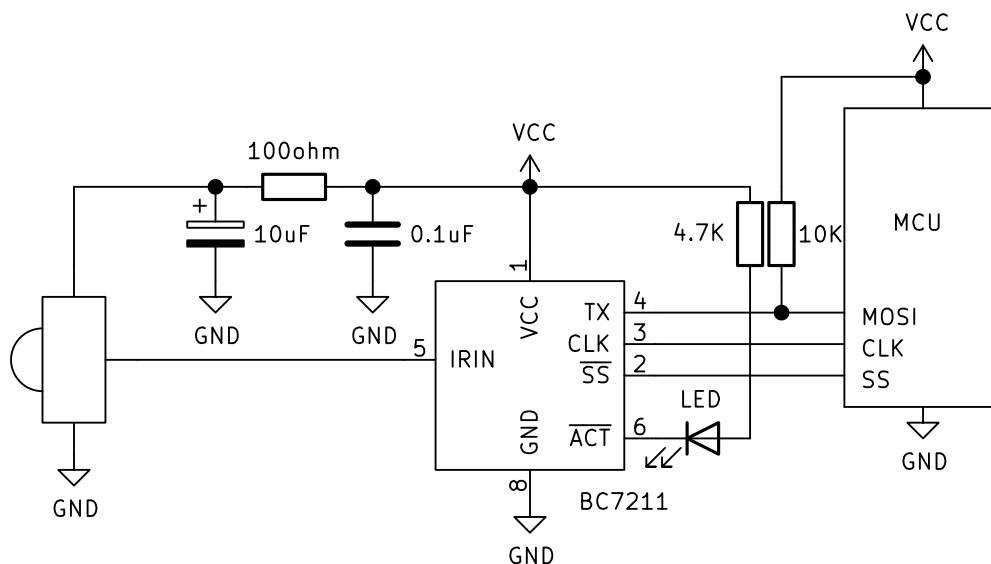 VCC
VCC
100ohm
+
10uF
0.1uF
4.7K
10K
MCU
GND
GND
1
VCC
TX
4
MOSI
CLK
3
CLK
SS
2
SS
5
IRIN
LED
GND
ACT
6
GND
GND
8
BC7211
GND